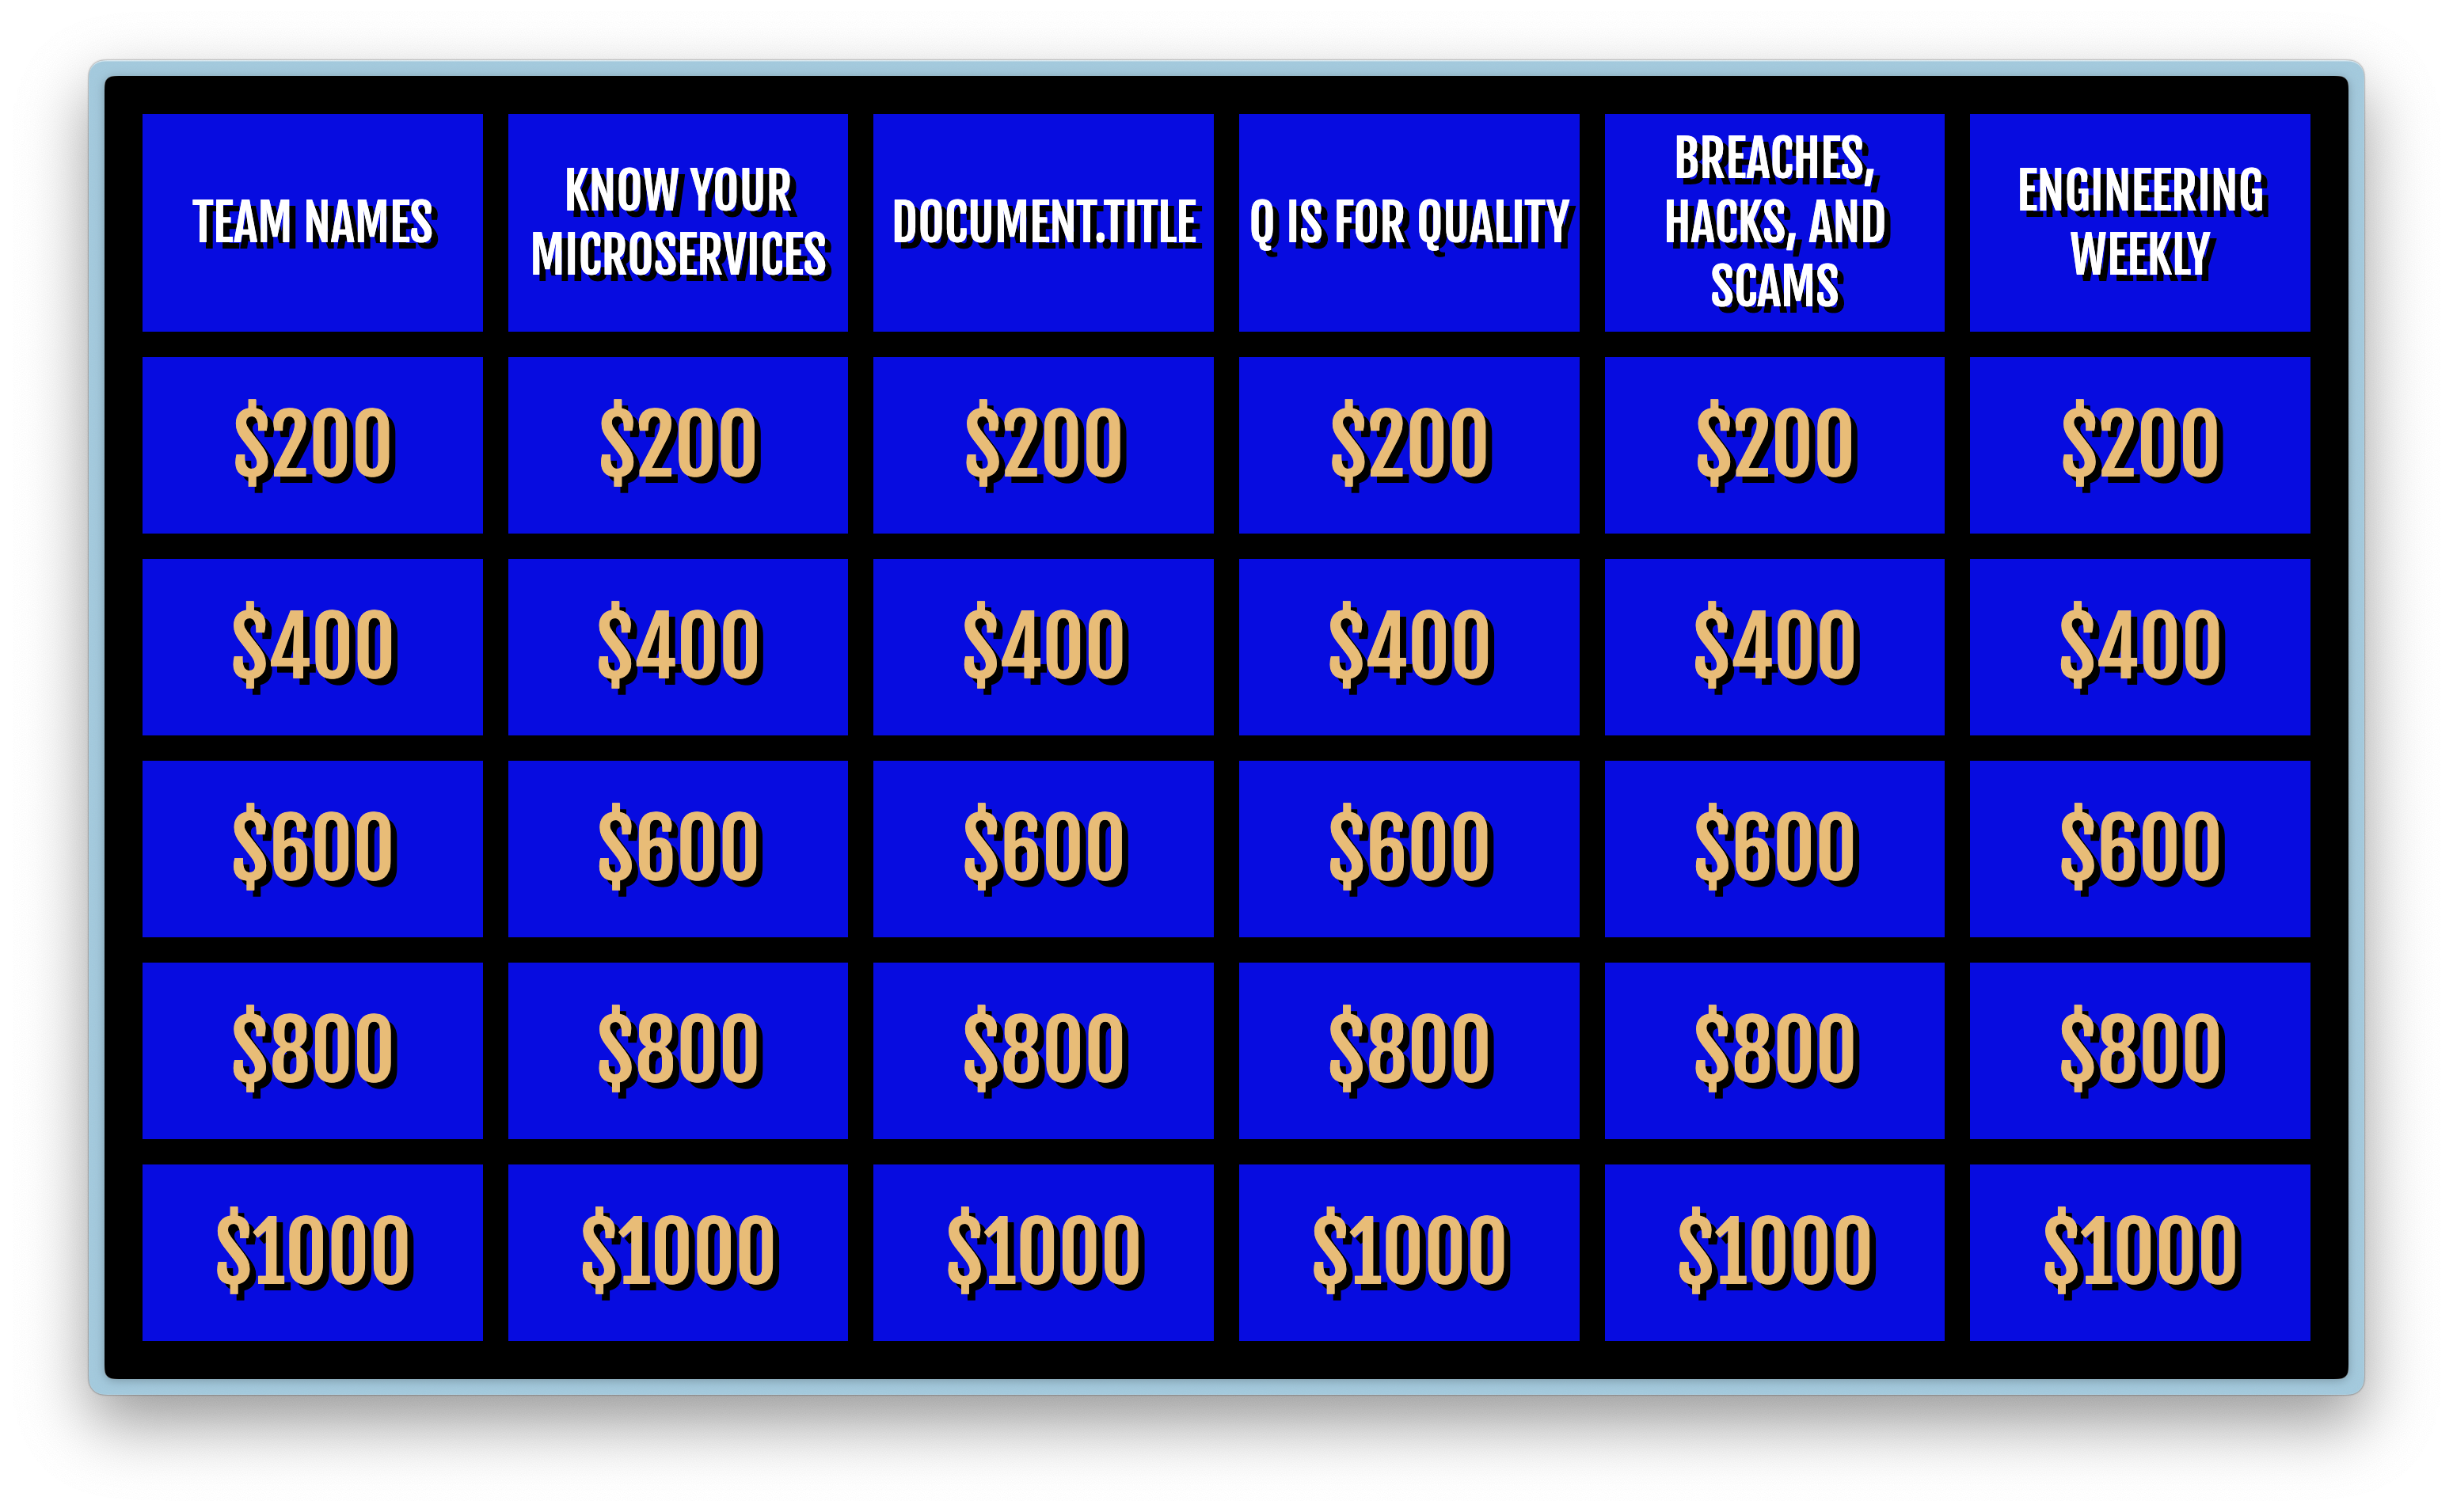 TEAM NAMES
KNOW YOUR
MICROSERVICES
DOCUMENT.TITLE
Q IS FOR QUALITY
BREACHES,
HACKS, AND
SCAMS
ENGINEERING
WEEKLY
$200 $200 $200 $200 $200 $200
$400 $400 $400 $400 $400 $400
$600 $600 $600 $600 $600 $600
$800 $800 $800 $800 $800 $800
$1000 $1000 $1000 $1000 $1000 $1000